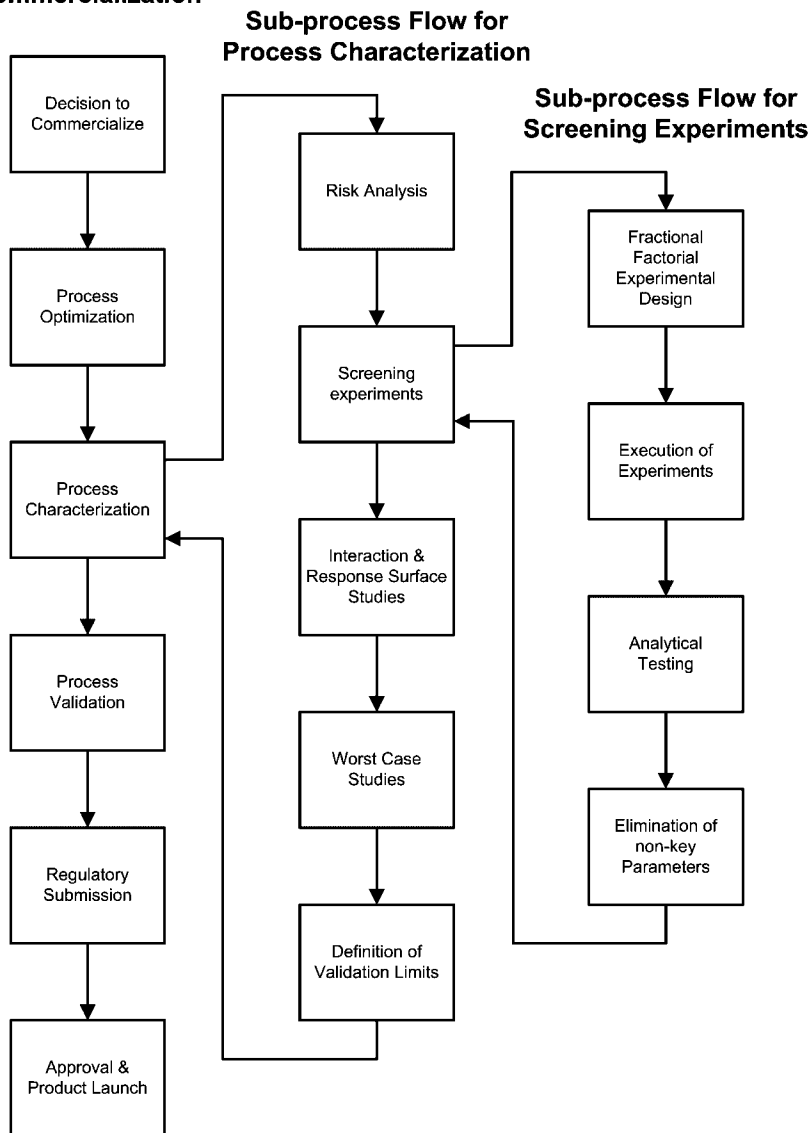 Sub-process Flow for
Process Characterization
Sub-process Flow for
Screening Experiments
Decision to
Commercialize
Process
Optimization
Process
Characterization
Process
Validation
Regulatory
Submission
Approval &
Product Launch
Risk Analysis
Screening
experiments
Interaction &
Response Surface
Studies
Worst Case
Studies
Definition of
Validation Limits
Fractional
Factorial
Experimental
Design
Execution of
Experiments
Analytical
Testing
Elimination of
non-key
Parameters